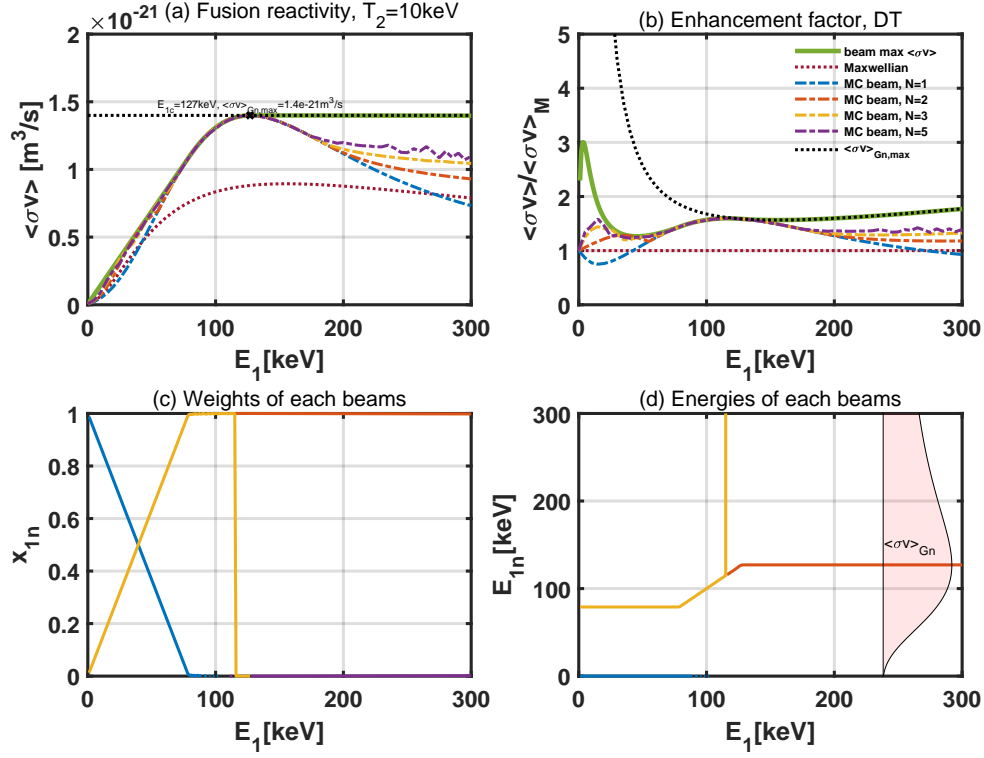 ×10⁻²¹
(a) Fusion reactivity, T₂=10keV
E₁c=127keV, <σv>Gn,max=1.4e-21m³/s
2
1.5
1
0.5
0
<σv> [m³/s]
0 100 200 300
E₁[keV]
(b) Enhancement factor, DT
beam max <σv>
Maxwellian
MC beam, N=1
MC beam, N=2
MC beam, N=3
MC beam, N=5
<σv>Gn,max
5
4
3
2
1
0
<σv>/<σv>M
0 100 200 300
E₁[keV]
(c) Weights of each beams
1
0.8
0.6
0.4
0.2
0
x₁n
0 100 200 300
E₁[keV]
(d) Energies of each beams
300
200
100
0
E₁n[keV]
<σv>Gn
0 100 200 300
E₁[keV]